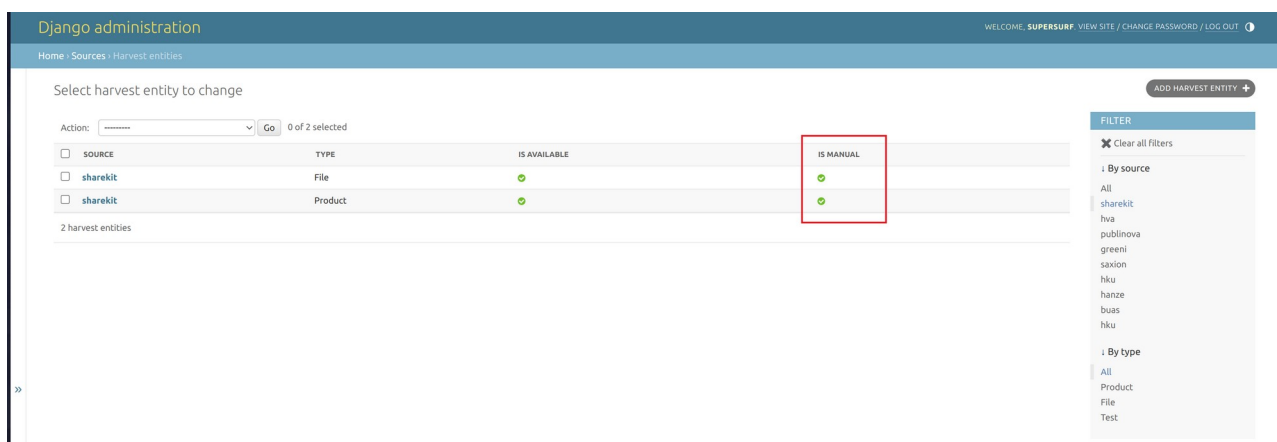 Django administration
WELCOME, SUPERSURF. VIEW SITE / CHANGE PASSWORD / LOG OUT
Home › Sources › Harvest entities
Select harvest entity to change
ADD HARVEST ENTITY +
Action: --------- Go 0 of 2 selected
SOURCE TYPE IS AVAILABLE IS MANUAL
sharekit File
sharekit Product
2 harvest entities
FILTER
Clear all filters
↓ By source
All
sharekit
hva
publinova
greeni
saxion
hku
hanze
buas
hku
↓ By type
All
Product
File
Test
»